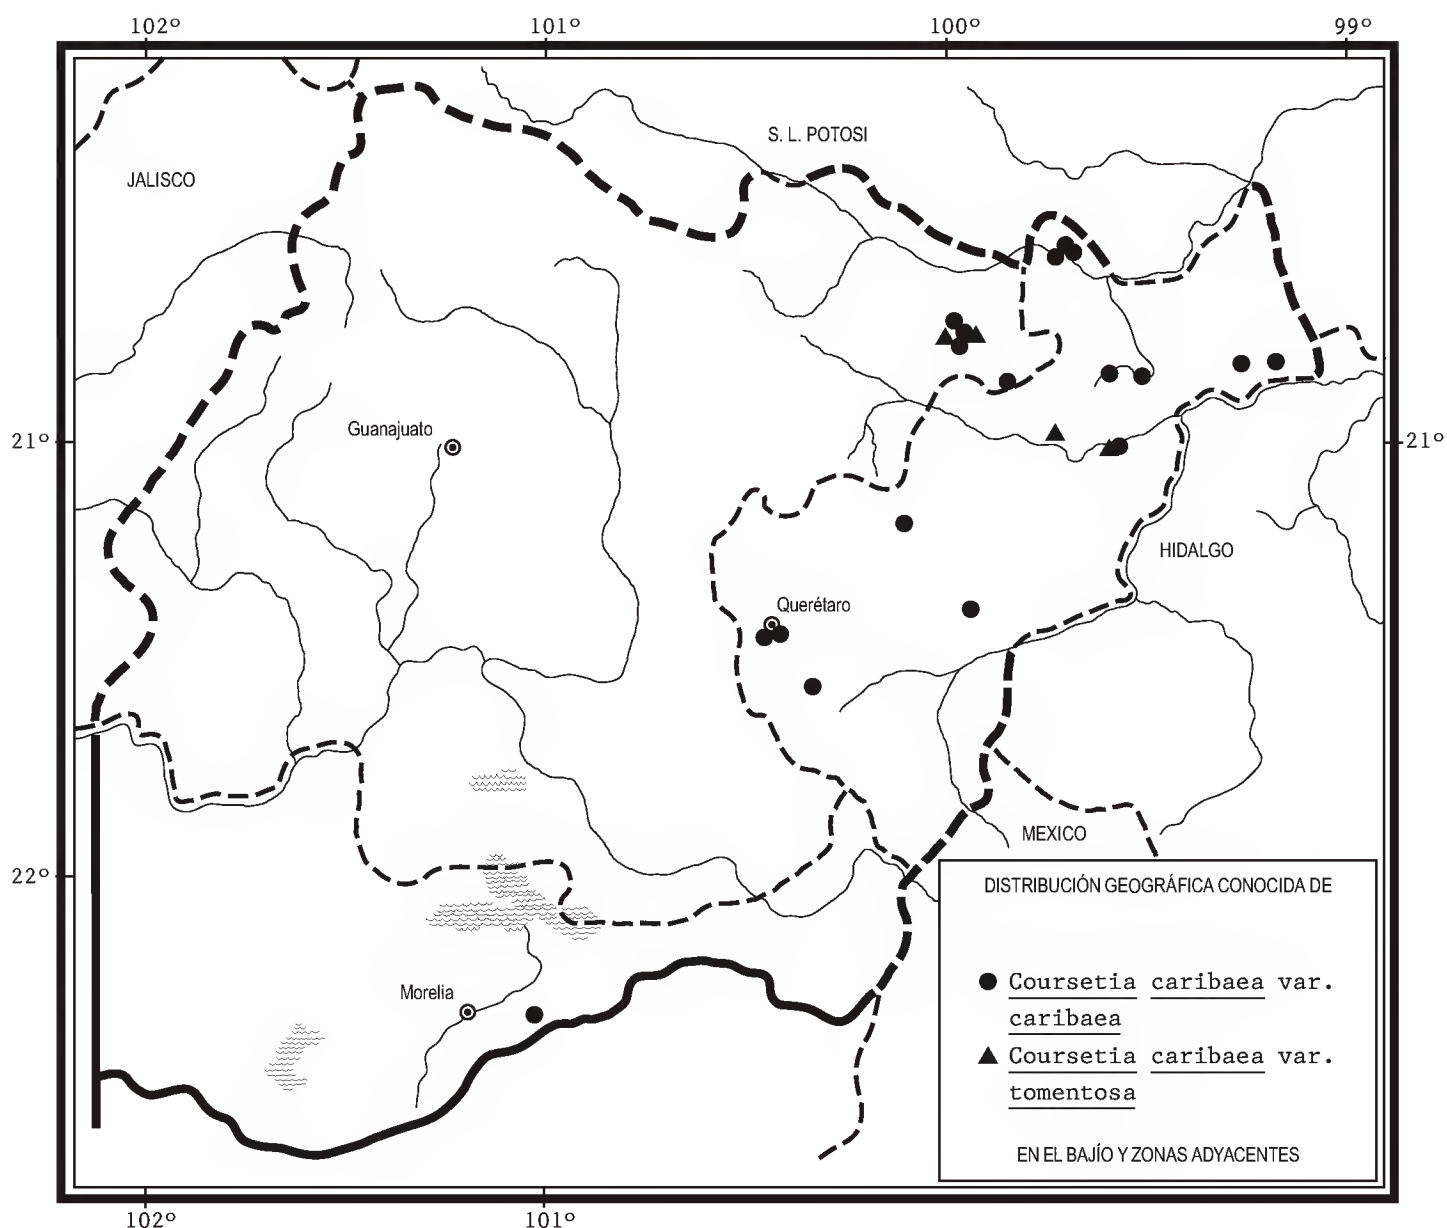 102º 101º 100º 99º
S. L. POTOSI
JALISCO
Guanajuato
21º 21º
HIDALGO
Querétaro
MEXICO
22º
DISTRIBUCIÓN GEOGRÁFICA CONOCIDA DE
Morelia
Coursetia caribaea var.
caribaea
Coursetia caribaea var.
tomentosa
EN EL BAJÍO Y ZONAS ADYACENTES
102º 101º